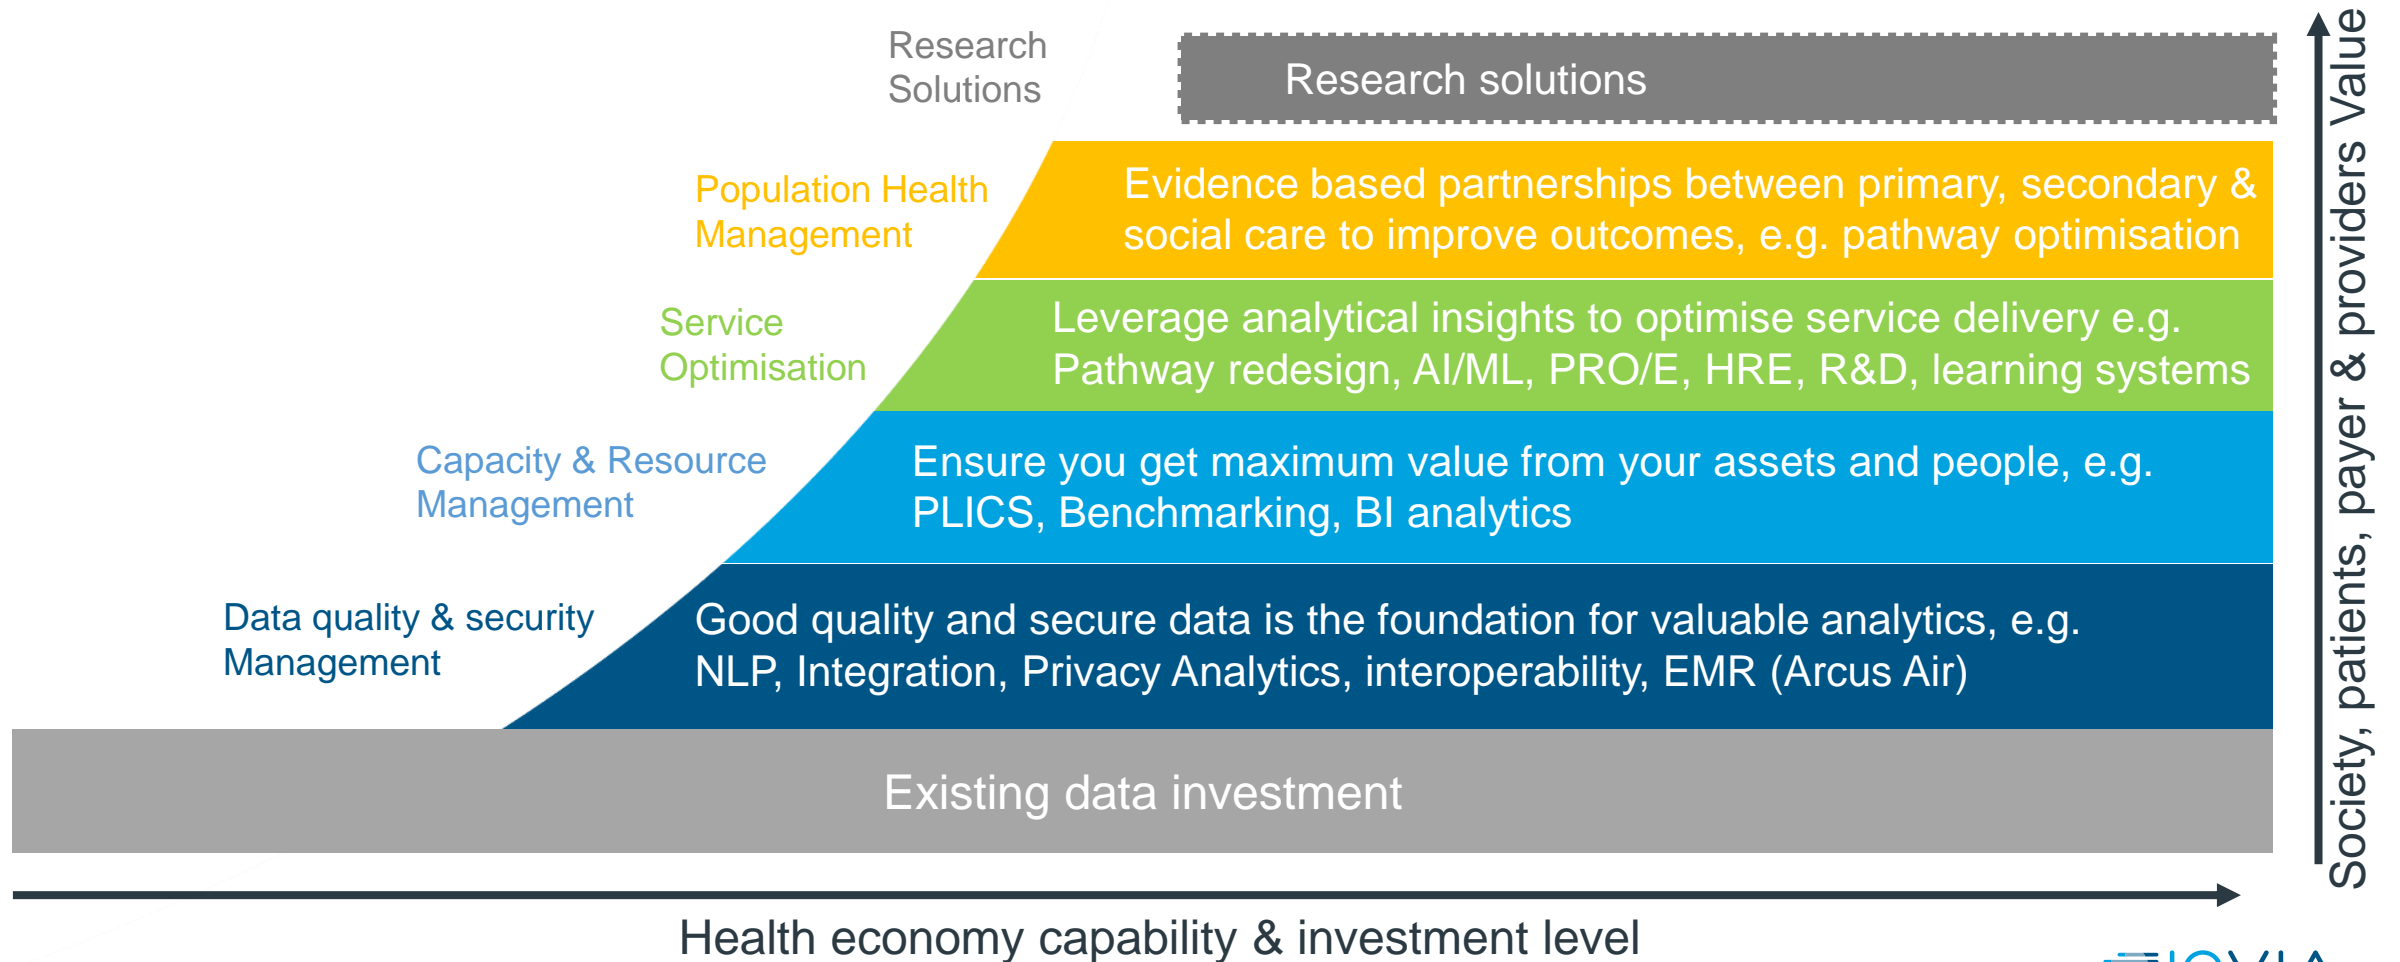 Research
Solutions
Research solutions
Population Health
Management
Evidence based partnerships between primary, secondary &
social care to improve outcomes, e.g. pathway optimisation
Service
Optimisation
Leverage analytical insights to optimise service delivery e.g.
Pathway redesign, AI/ML, PRO/E, HRE, R&D, learning systems
Capacity & Resource
Management
Ensure you get maximum value from your assets and people, e.g.
PLICS, Benchmarking, BI analytics
Data quality & security
Management
Good quality and secure data is the foundation for valuable analytics, e.g.
NLP, Integration, Privacy Analytics, interoperability, EMR (Arcus Air)
Existing data investment
Health economy capability & investment level
Society, patients, payer & providers Value